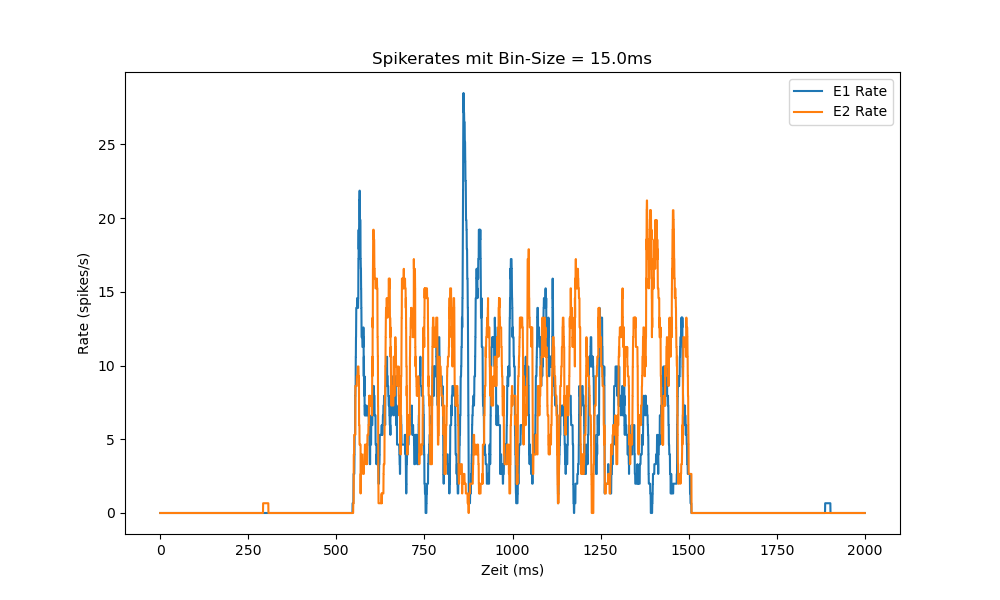 Spikerates mit Bin-Size = 15.0ms
E1 Rate
E2 Rate
Rate (spikes/s)
25
20
15
10
5
0
0 250 500 750 1000 1250 1500 1750 2000
Zeit (ms)